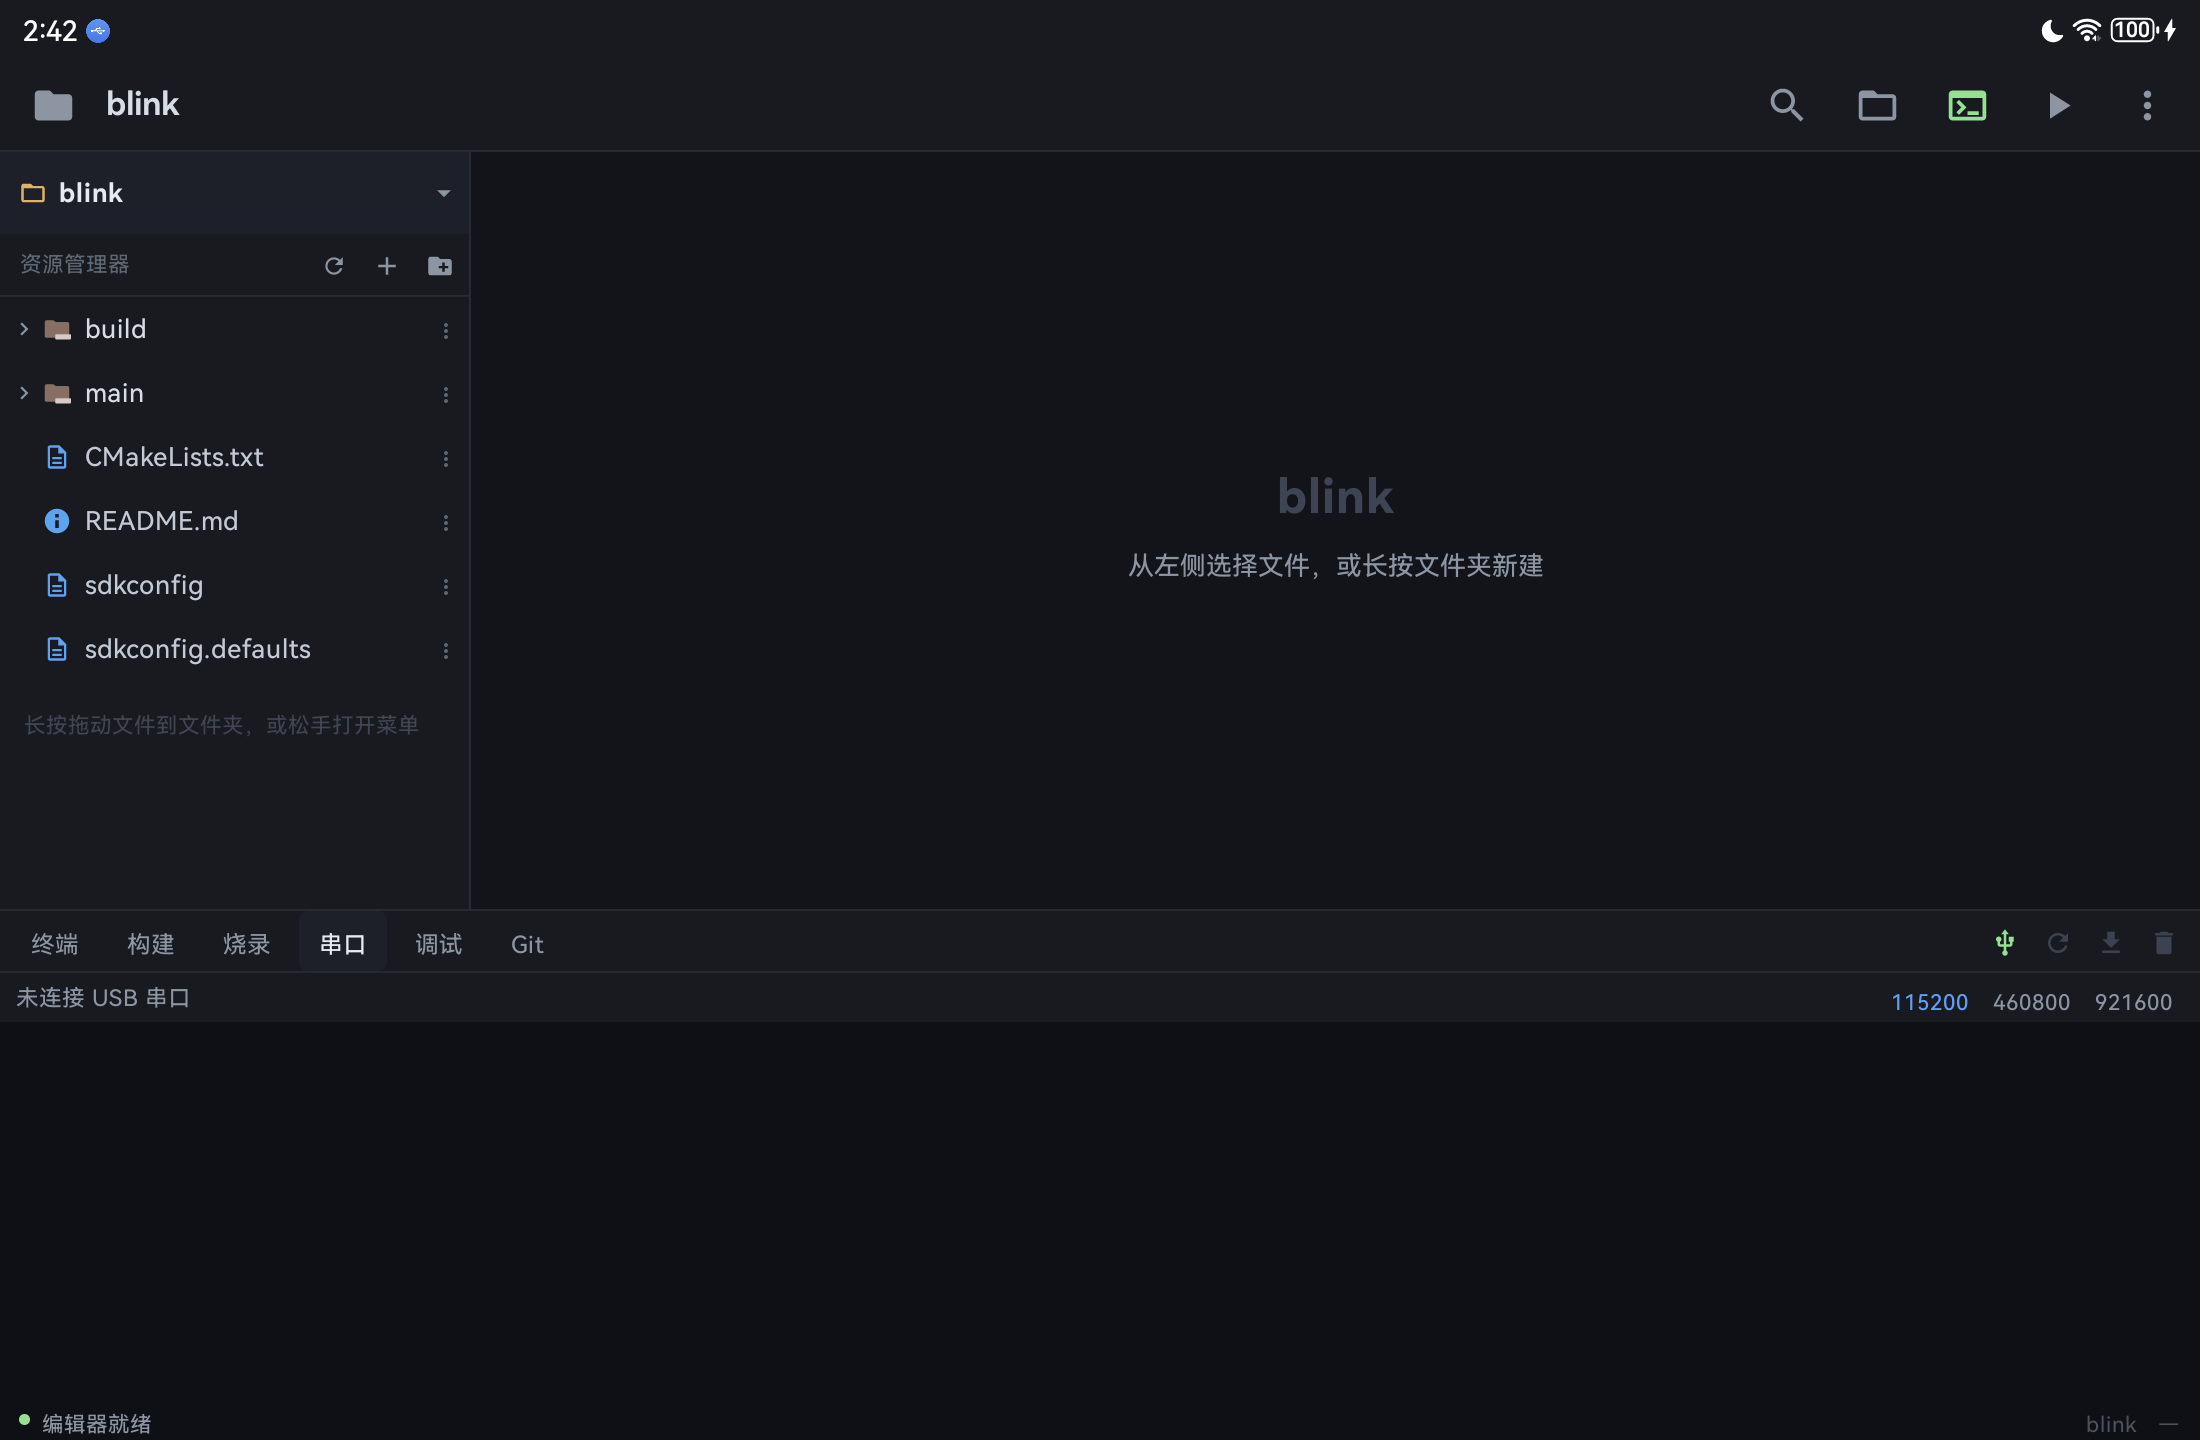 2:42
100
blink
blink
资源管理器
build
main
CMakeLists.txt
README.md
sdkconfig
sdkconfig.defaults
长按拖动文件到文件夹，或松手打开菜单
blink
从左侧选择文件，或长按文件夹新建
终端 构建 烧录 串口 调试 Git
未连接 USB 串口 115200 460800 921600
编辑器就绪 blink —